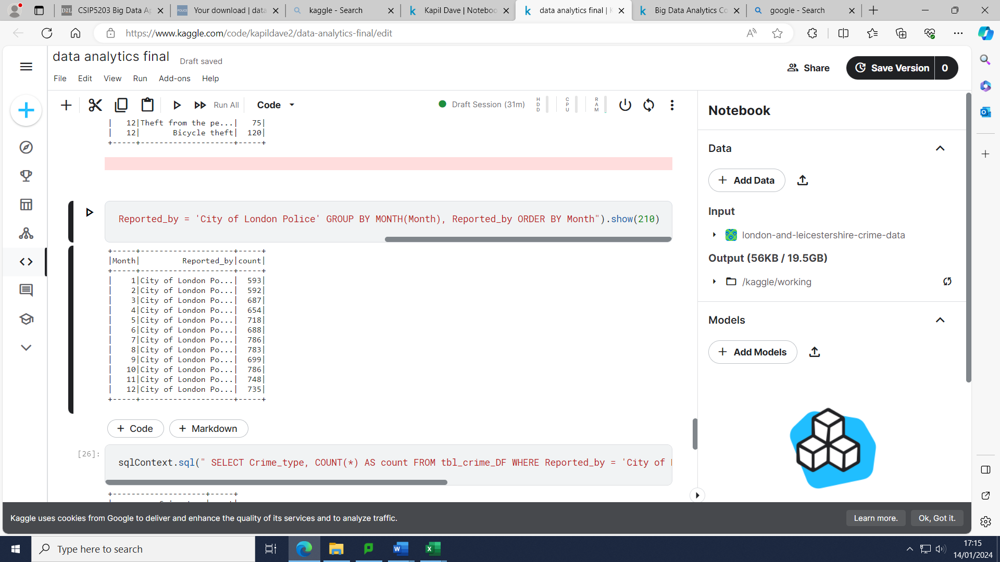 CSIP5203 Big Data Ap
Your download | data
kaggle - Search
Kapil Dave | Noteboo
data analytics final |
Big Data Analytics Co
google - Search
https://www.kaggle.com/code/kapildave2/data-analytics-final/edit
data analytics final
Draft saved
File Edit View Run Add-ons Help
Share
Save Version 0
Run All
Code
Draft Session (31m)
HDD
CPU
RAM
| 12|Theft from the pe...| 75|
| 12| Bicycle theft| 120|
+-----+--------------------+-----+
Reported_by = 'City of London Police' GROUP BY MONTH(Month), Reported_by ORDER BY Month").show(210)
+-----+--------------------+-----+
|Month| Reported_by|count|
+-----+--------------------+-----+
| 1|City of London Po...| 593|
| 2|City of London Po...| 592|
| 3|City of London Po...| 687|
| 4|City of London Po...| 654|
| 5|City of London Po...| 718|
| 6|City of London Po...| 688|
| 7|City of London Po...| 786|
| 8|City of London Po...| 783|
| 9|City of London Po...| 699|
| 10|City of London Po...| 786|
| 11|City of London Po...| 748|
| 12|City of London Po...| 735|
+-----+--------------------+-----+
+ Code
+ Markdown
[26]:
sqlContext.sql(" SELECT Crime_type, COUNT(*) AS count FROM tbl_crime_DF WHERE Reported_by = 'City of
+--------------------+-----+
Notebook
Data
+ Add Data
Input
london-and-leicestershire-crime-data
Output (56KB / 19.5GB)
/kaggle/working
Models
+ Add Models
Kaggle uses cookies from Google to deliver and enhance the quality of its services and to analyze traffic.
Learn more.
Ok, Got it.
Type here to search
17:15
14/01/2024